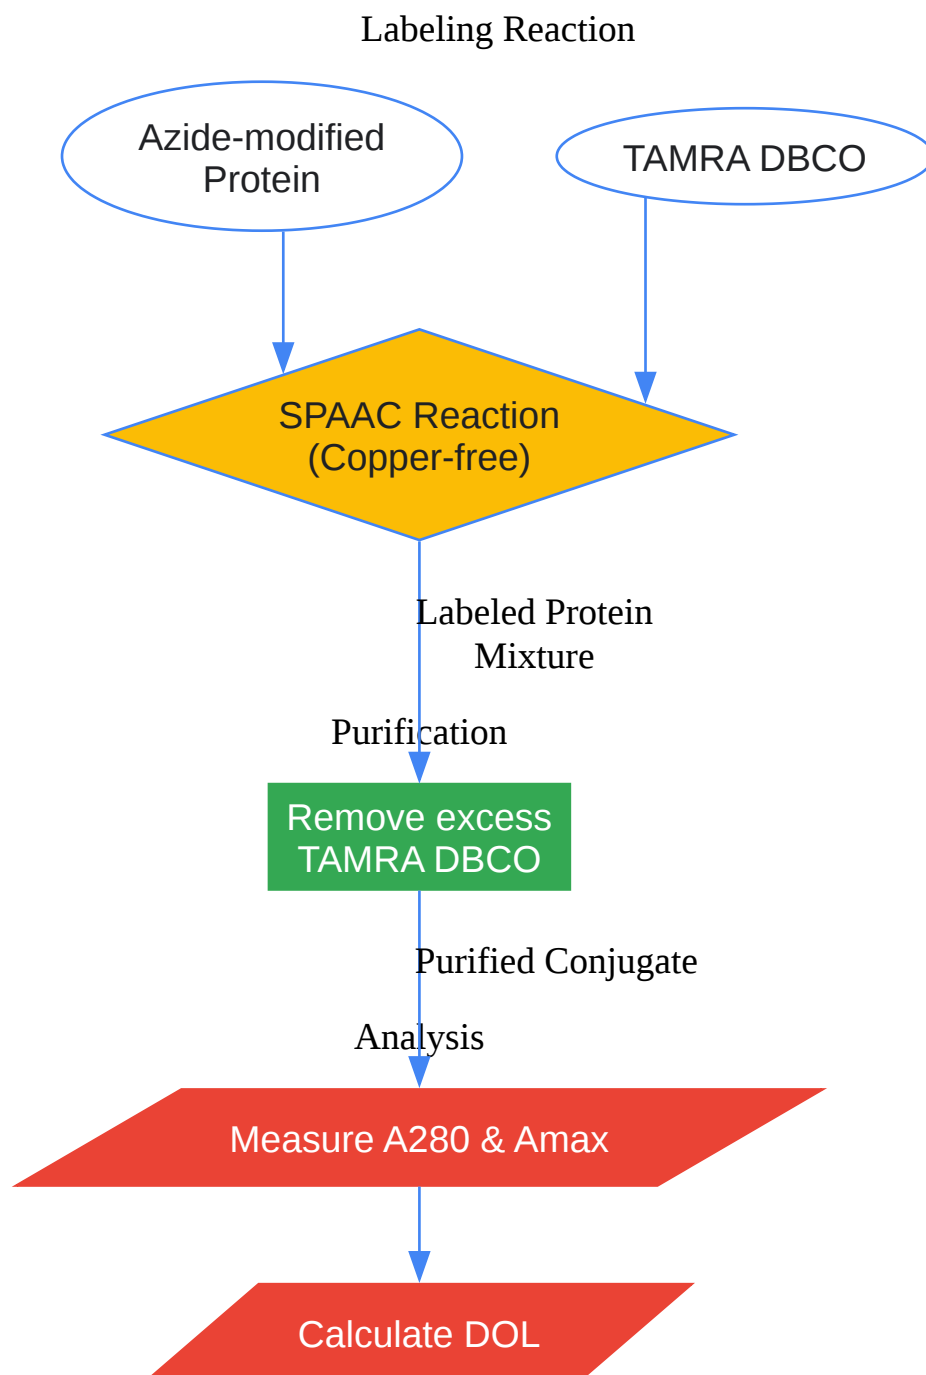 Labeling Reaction
Azide-modified
Protein
TAMRA DBCO
SPAAC Reaction
(Copper-free)
Labeled Protein
Mixture
Purification
Remove excess
TAMRA DBCO
Purified Conjugate
Analysis
Measure A280 & Amax
Calculate DOL